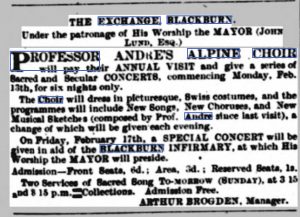 THE EXCHANGE, BLACKBURN.
Under the patronage of His Worship the MAYOR (JOHN
LUND, Esq.)
PROFESSOR ANDRE'S ALPINE CHOIR
will pay their ANNUAL VISIT and give a series of
Sacred and Secular CONCERTS, commencing Monday, Feb.
13th, for six nights only.
The Choir will dress in picturesque, Swiss costumes, and the
programmes will include New Songs, New Choruses, and New
Musical Sketches (composed by Prof. Andre since last visit), a
change of which will be given each evening.
On Friday, February 17th, a SPECIAL CONCERT will be
given in aid of the BLACKBURN INFIRMARY, at which His
Worship the MAYOR will preside.
Admission—Front Seats, 6d.; Area, 3d.; Reserved Seats, 1s.
Two Services of Sacred Song TO-MORROW (SUNDAY), at 3 15
and 8 15 p.m. Collections. Admission Free.
ARTHUR BROGDEN, Manager.